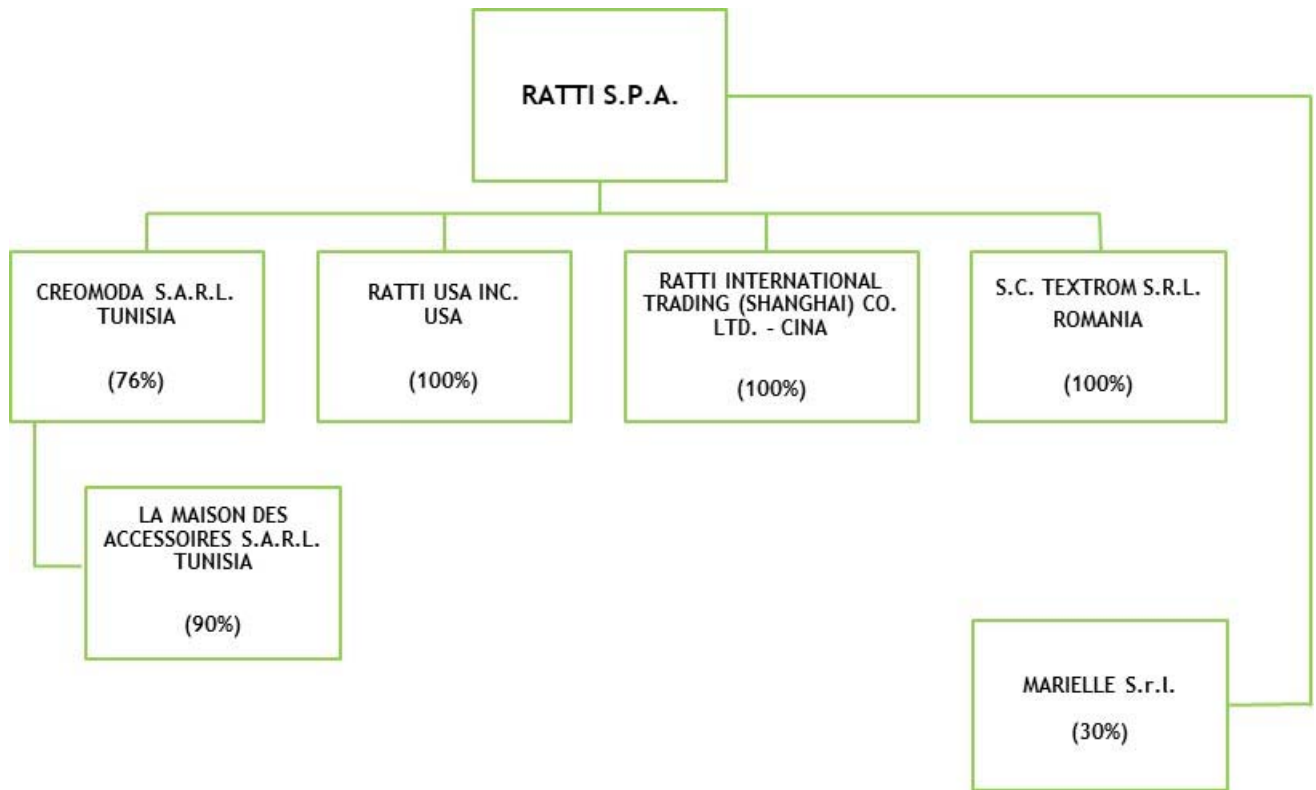 RATTI S.P.A.
CREOMODA S.A.R.L.
TUNISIA
(76%)
RATTI USA INC.
USA
(100%)
RATTI INTERNATIONAL
TRADING (SHANGHAI) CO.
LTD. - CINA
(100%)
S.C. TEXTROM S.R.L.
ROMANIA
(100%)
LA MAISON DES
ACCESSOIRES S.A.R.L.
TUNISIA
(90%)
MARIELLE S.r.l.
(30%)